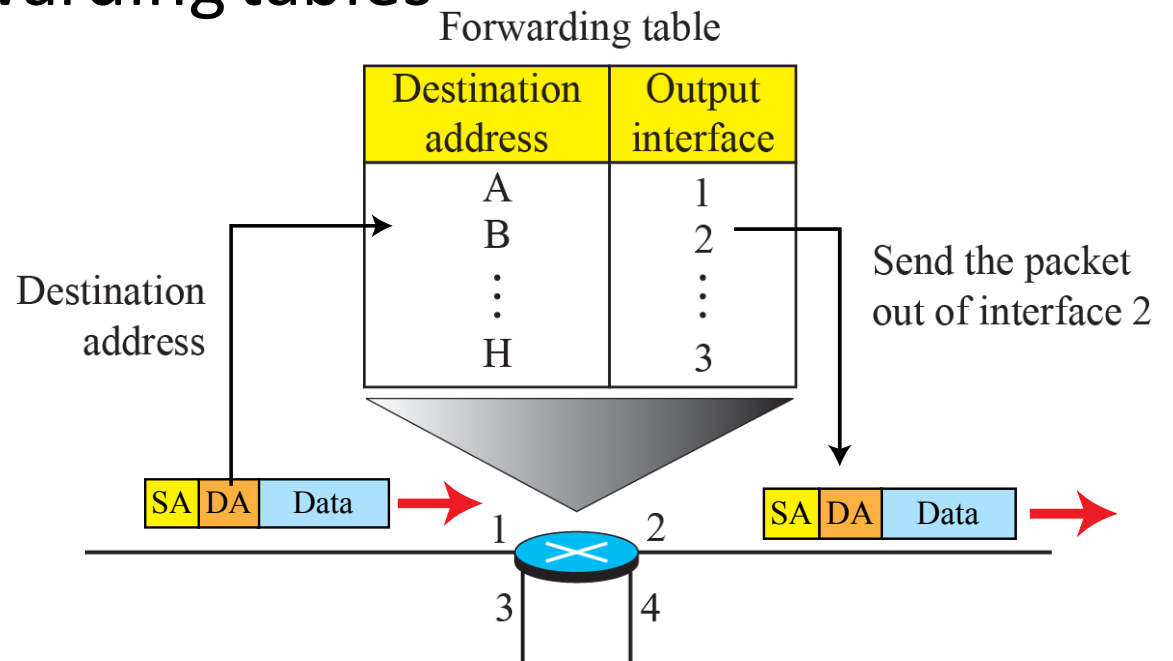 Forwarding table
Destination address
Output interface
A 1
B 2
⋮ ⋮
H 3
Destination
address
Send the packet
out of interface 2
SA DA Data
SA DA Data
1 2
3 4